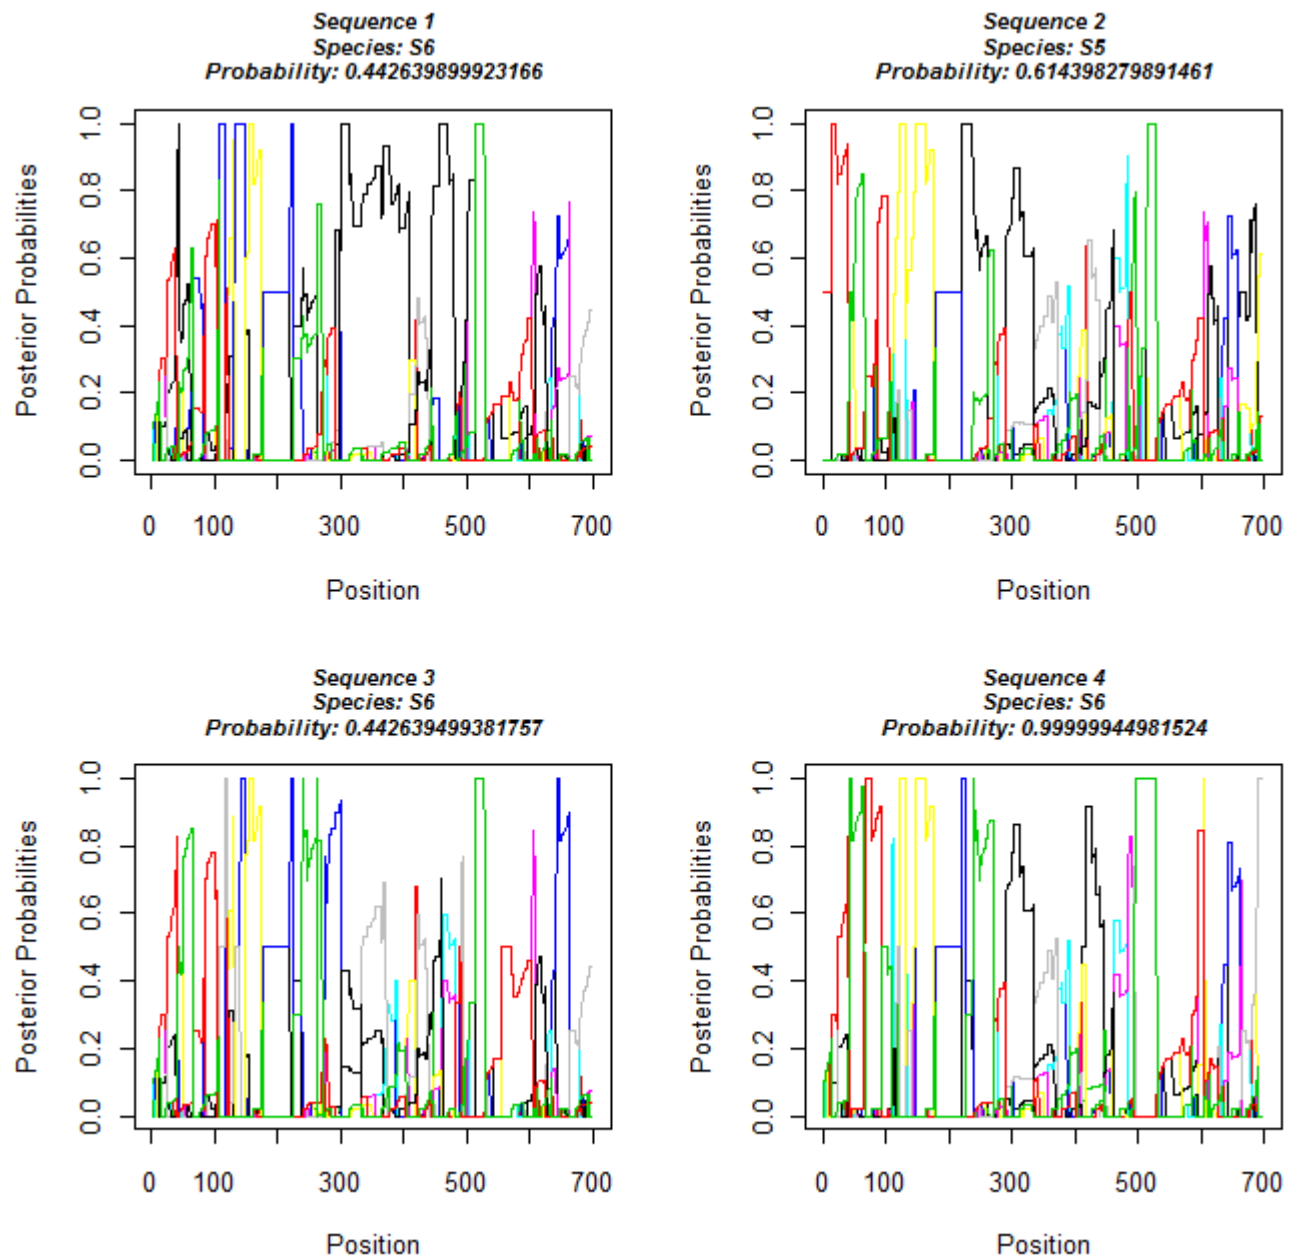 Sequence 1
Species: S6
Probability: 0.442639899923166
Posterior Probabilities
0.0 0.2 0.4 0.6 0.8 1.0
0 100 300 500 700
Position
Sequence 2
Species: S5
Probability: 0.614398279891461
Posterior Probabilities
0.0 0.2 0.4 0.6 0.8 1.0
0 100 300 500 700
Position
Sequence 3
Species: S6
Probability: 0.442639499381757
Posterior Probabilities
0.0 0.2 0.4 0.6 0.8 1.0
0 100 300 500 700
Position
Sequence 4
Species: S6
Probability: 0.99999944981524
Posterior Probabilities
0.0 0.2 0.4 0.6 0.8 1.0
0 100 300 500 700
Position